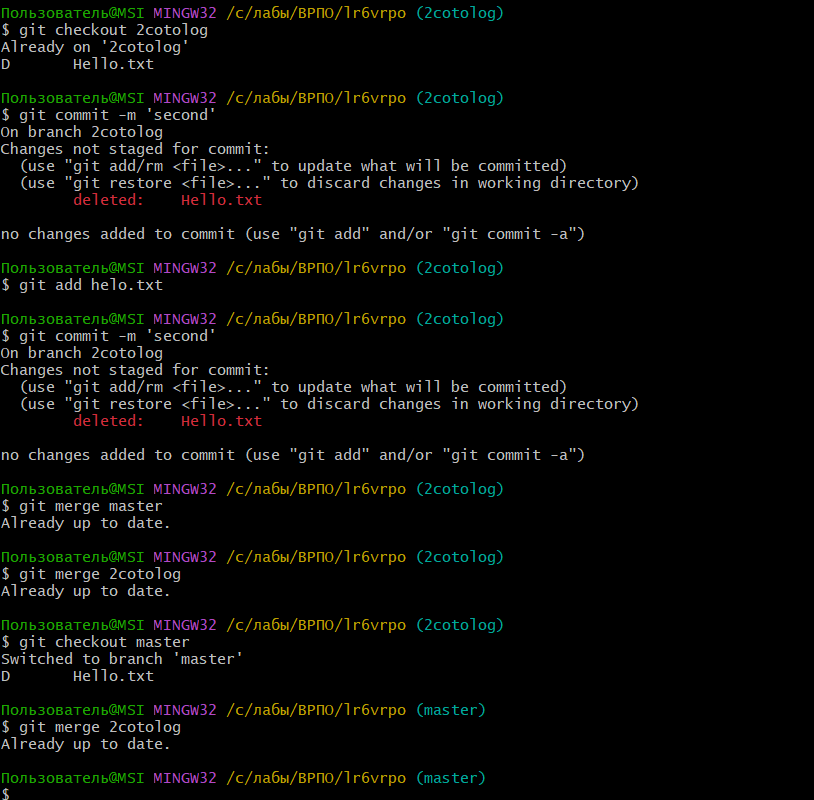 Пользователь@MSI MINGW32 /c/лабы/ВРПО/lr6vrpo (2cotolog)
$ git checkout 2cotolog
Already on '2cotolog'
D       Hello.txt
Пользователь@MSI MINGW32 /c/лабы/ВРПО/lr6vrpo (2cotolog)
$ git commit -m 'second'
On branch 2cotolog
Changes not staged for commit:
  (use "git add/rm <file>..." to update what will be committed)
  (use "git restore <file>..." to discard changes in working directory)
        deleted:    Hello.txt
no changes added to commit (use "git add" and/or "git commit -a")
Пользователь@MSI MINGW32 /c/лабы/ВРПО/lr6vrpo (2cotolog)
$ git add helo.txt
Пользователь@MSI MINGW32 /c/лабы/ВРПО/lr6vrpo (2cotolog)
$ git commit -m 'second'
On branch 2cotolog
Changes not staged for commit:
  (use "git add/rm <file>..." to update what will be committed)
  (use "git restore <file>..." to discard changes in working directory)
        deleted:    Hello.txt
no changes added to commit (use "git add" and/or "git commit -a")
Пользователь@MSI MINGW32 /c/лабы/ВРПО/lr6vrpo (2cotolog)
$ git merge master
Already up to date.
Пользователь@MSI MINGW32 /c/лабы/ВРПО/lr6vrpo (2cotolog)
$ git merge 2cotolog
Already up to date.
Пользователь@MSI MINGW32 /c/лабы/ВРПО/lr6vrpo (2cotolog)
$ git checkout master
Switched to branch 'master'
D       Hello.txt
Пользователь@MSI MINGW32 /c/лабы/ВРПО/lr6vrpo (master)
$ git merge 2cotolog
Already up to date.
Пользователь@MSI MINGW32 /c/лабы/ВРПО/lr6vrpo (master)
$